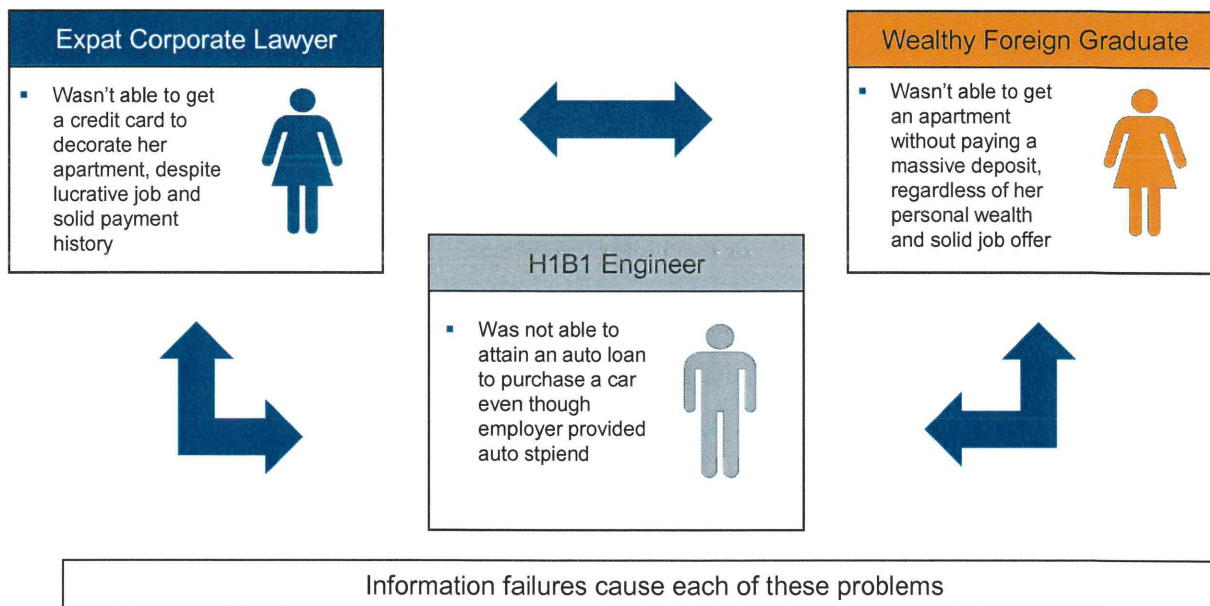 Expat Corporate Lawyer
▪ Wasn't able to get
a credit card to
decorate her
apartment, despite
lucrative job and
solid payment
history
Wealthy Foreign Graduate
▪ Wasn't able to get
an apartment
without paying a
massive deposit,
regardless of her
personal wealth
and solid job offer
H1B1 Engineer
▪ Was not able to
attain an auto loan
to purchase a car
even though
employer provided
auto stpiend
Information failures cause each of these problems